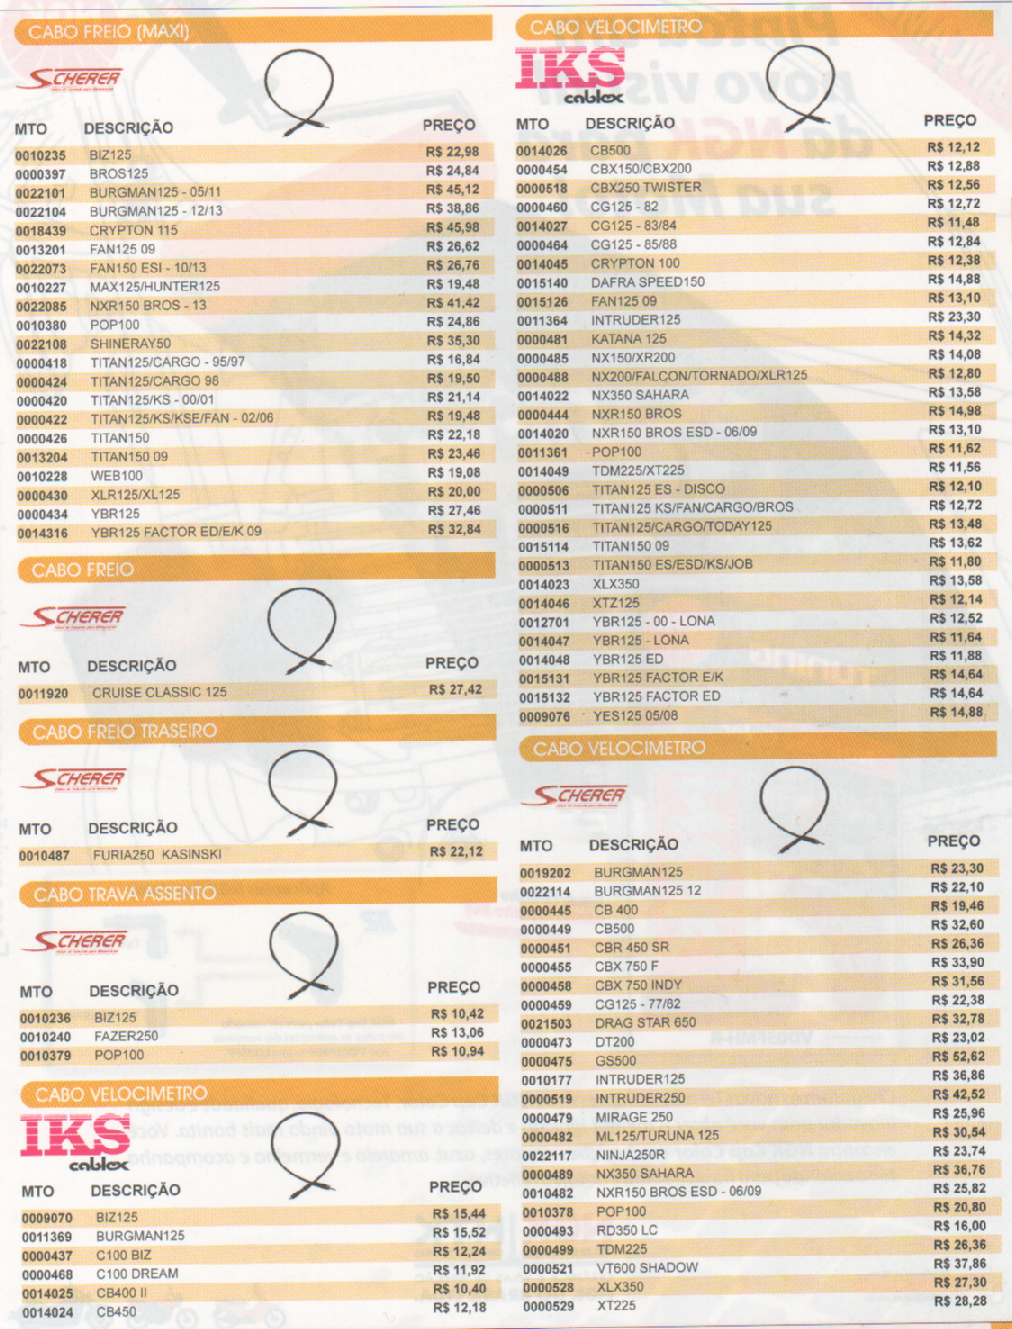 CABO FREIO (MAXI)
SCHERER
MTO DESCRIÇÃO PREÇO
0010235 BIZ125 R$ 22,98
0000397 BROS125 R$ 24,84
0022101 BURGMAN125 - 05/11 R$ 45,12
0022104 BURGMAN125 - 12/13 R$ 38,86
0018439 CRYPTON 115 R$ 45,98
0013201 FAN125 09 R$ 26,62
0022073 FAN150 ESI - 10/13 R$ 26,76
0010227 MAX125/HUNTER125 R$ 19,48
0022085 NXR150 BROS - 13 R$ 41,42
0010380 POP100 R$ 24,86
0022108 SHINERAY50 R$ 35,30
0000418 TITAN125/CARGO - 95/97 R$ 16,84
0000424 TITAN125/CARGO 98 R$ 19,50
0000420 TITAN125/KS - 00/01 R$ 21,14
0000422 TITAN125/KS/KSE/FAN - 02/06 R$ 19,48
0000426 TITAN150 R$ 22,18
0013204 TITAN150 09 R$ 23,46
0010228 WEB100 R$ 19,08
0000430 XLR125/XL125 R$ 20,00
0000434 YBR125 R$ 27,46
0014316 YBR125 FACTOR ED/E/K 09 R$ 32,84
CABO FREIO
SCHERER
MTO DESCRIÇÃO PREÇO
0011920 CRUISE CLASSIC 125 R$ 27,42
CABO FREIO TRASEIRO
SCHERER
MTO DESCRIÇÃO PREÇO
0010487 FURIA250 KASINSKI R$ 22,12
CABO TRAVA ASSENTO
SCHERER
MTO DESCRIÇÃO PREÇO
0010236 BIZ125 R$ 10,42
0010240 FAZER250 R$ 13,06
0010379 POP100 R$ 10,94
CABO VELOCIMETRO
IKS
cablex
MTO DESCRIÇÃO PREÇO
0009070 BIZ125 R$ 15,44
0011369 BURGMAN125 R$ 15,52
0000437 C100 BIZ R$ 12,24
0000468 C100 DREAM R$ 11,92
0014025 CB400 II R$ 10,40
0014024 CB450 R$ 12,18
CABO VELOCIMETRO
IKS
cablex
MTO DESCRIÇÃO PREÇO
0014026 CB500 R$ 12,12
0000454 CBX150/CBX200 R$ 12,88
0000518 CBX250 TWISTER R$ 12,56
0000460 CG125 - 82 R$ 12,72
0014027 CG125 - 83/84 R$ 11,48
0000464 CG125 - 85/88 R$ 12,84
0014045 CRYPTON 100 R$ 12,38
0015140 DAFRA SPEED150 R$ 14,88
0015126 FAN125 09 R$ 13,10
0011364 INTRUDER125 R$ 23,30
0000481 KATANA 125 R$ 14,32
0000485 NX150/XR200 R$ 14,08
0000488 NX200/FALCON/TORNADO/XLR125 R$ 12,80
0014022 NX350 SAHARA R$ 13,58
0000444 NXR150 BROS R$ 14,98
0014020 NXR150 BROS ESD - 06/09 R$ 13,10
0011361 POP100 R$ 11,62
0014049 TDM225/XT225 R$ 11,56
0000506 TITAN125 ES - DISCO R$ 12,10
0000511 TITAN125 KS/FAN/CARGO/BROS R$ 12,72
0000516 TITAN125/CARGO/TODAY125 R$ 13,48
0015114 TITAN150 09 R$ 13,62
0000513 TITAN150 ES/ESD/KS/JOB R$ 11,80
0014023 XLX350 R$ 13,58
0014046 XTZ125 R$ 12,14
0012701 YBR125 - 00 - LONA R$ 12,52
0014047 YBR125 - LONA R$ 11,64
0014048 YBR125 ED R$ 11,88
0015131 YBR125 FACTOR E/K R$ 14,64
0015132 YBR125 FACTOR ED R$ 14,64
0009076 YES125 05/08 R$ 14,88
CABO VELOCIMETRO
SCHERER
MTO DESCRIÇÃO PREÇO
0019202 BURGMAN125 R$ 23,30
0022114 BURGMAN125 12 R$ 22,10
0000445 CB 400 R$ 19,46
0000449 CB500 R$ 32,60
0000451 CBR 450 SR R$ 26,36
0000455 CBX 750 F R$ 33,90
0000458 CBX 750 INDY R$ 31,56
0000459 CG125 - 77/82 R$ 22,38
0021503 DRAG STAR 650 R$ 32,78
0000473 DT200 R$ 23,02
0000475 GS500 R$ 52,62
0010177 INTRUDER125 R$ 36,86
0000519 INTRUDER250 R$ 42,52
0000479 MIRAGE 250 R$ 25,96
0000482 ML125/TURUNA 125 R$ 30,54
0022117 NINJA250R R$ 23,74
0000489 NX350 SAHARA R$ 36,76
0010482 NXR150 BROS ESD - 06/09 R$ 25,82
0010378 POP100 R$ 20,80
0000493 RD350 LC R$ 16,00
0000499 TDM225 R$ 26,36
0000521 VT600 SHADOW R$ 37,86
0000528 XLX350 R$ 27,30
0000529 XT225 R$ 28,28